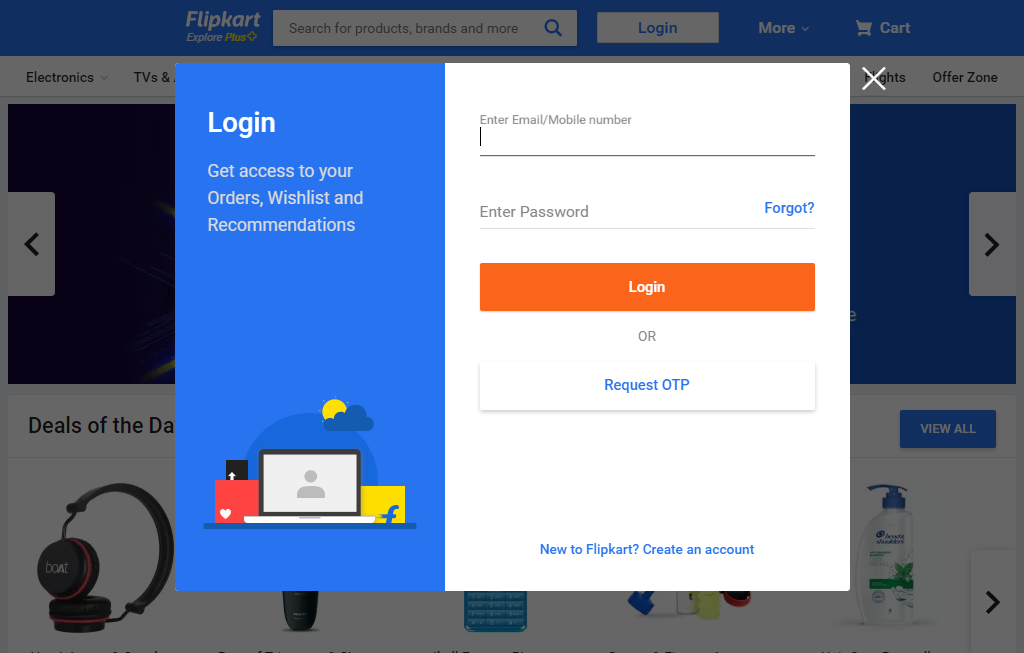 Flipkart
Explore Plus
Search for products, brands and more
Login
More
Cart
Electronics
TVs &
Flights
Offer Zone
Login
Get access to your
Orders, Wishlist and
Recommendations
Enter Email/Mobile number
Enter Password
Forgot?
Login
OR
Request OTP
New to Flipkart? Create an account
Deals of the Da
VIEW ALL
boAt
head &
shoulders